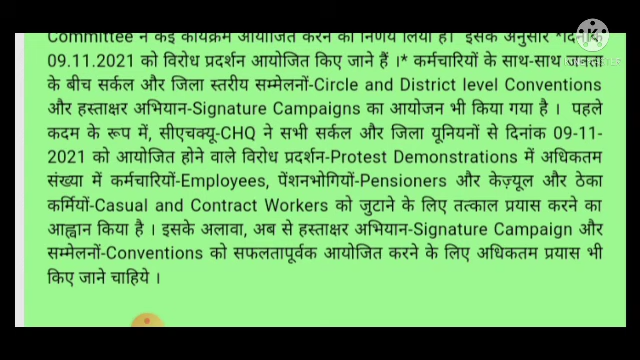 Committee ने कई कार्यक्रम आयोजित करने का निर्णय लिया है। इसके अनुसार *दिनांक
09.11.2021 को विरोध प्रदर्शन आयोजित किए जाने हैं ।* कर्मचारियों के साथ-साथ जनता
के बीच सर्कल और जिला स्तरीय सम्मेलनों-Circle and District level Conventions
और हस्ताक्षर अभियान-Signature Campaigns का आयोजन भी किया गया है । पहले
कदम के रूप में, सीएचक्यू-CHQ ने सभी सर्कल और जिला यूनियनों से दिनांक 09-11-
2021 को आयोजित होने वाले विरोध प्रदर्शन-Protest Demonstrations में अधिकतम
संख्या में कर्मचारियों-Employees, पेंशनभोगियों-Pensioners और केज़्यूल और ठेका
कर्मियों-Casual and Contract Workers को जुटाने के लिए तत्काल प्रयास करने का
आह्वान किया है । इसके अलावा, अब से हस्ताक्षर अभियान-Signature Campaign और
सम्मेलनों-Conventions को सफलतापूर्वक आयोजित करने के लिए अधिकतम प्रयास भी
किए जाने चाहिये ।